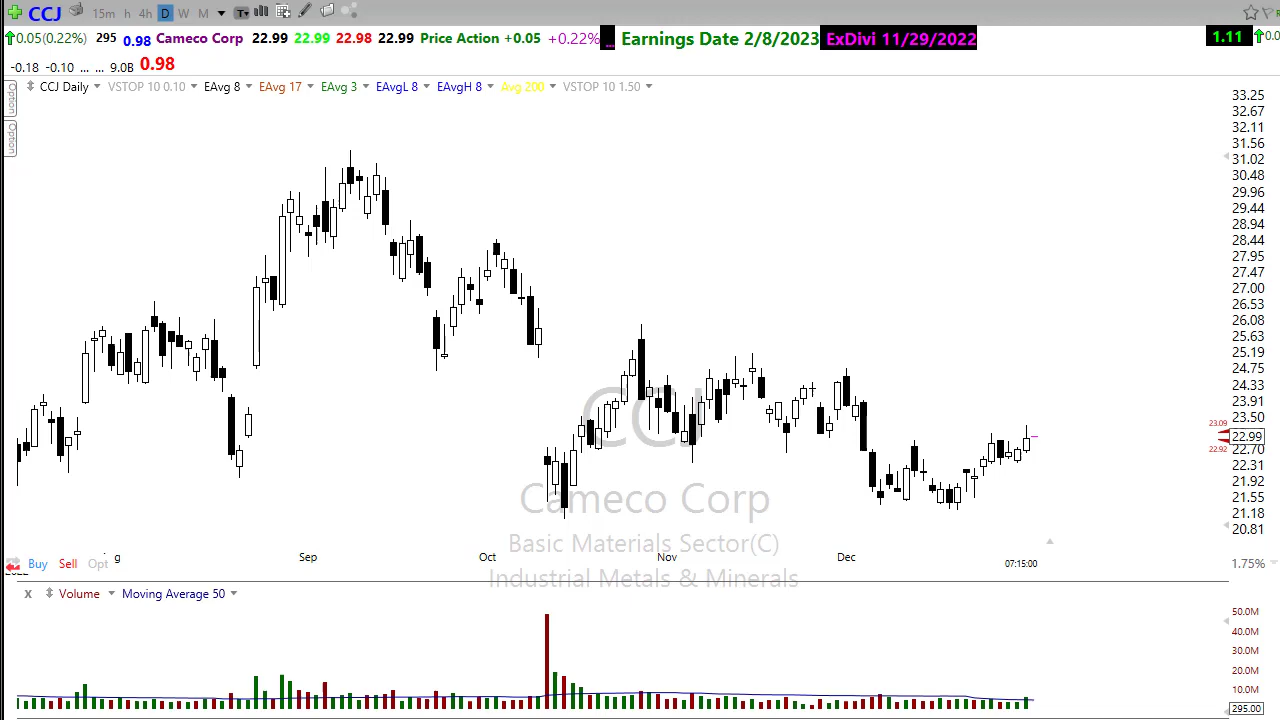 CCJ 15m h 4h D W M T
0.05(0.22%) 295 0.98 Cameco Corp 22.99 22.99 22.98 22.99 Price Action +0.05 +0.22% ... Earnings Date 2/8/2023 ExDivi 11/29/2022 1.11 0.0
-0.18 -0.10 ... ... 9.0B 0.98
Option
Option
CCJ Daily VSTOP 10 0.10 EAvg 8 EAvg 17 EAvg 3 EAvgL 8 EAvgH 8 Avg 200 VSTOP 10 1.50
33.25
32.67
32.11
31.56
31.02
30.48
29.96
29.44
28.94
28.44
27.95
27.47
27.00
26.53
26.08
25.63
25.19
24.75
24.33
23.91
23.50
23.09
22.99
22.92
22.70
22.31
21.92
21.55
21.18
20.81
CCJ
Cameco Corp
Basic Materials Sector(C)
Industrial Metals & Minerals
g Sep Oct Nov Dec
Buy Sell Opt 07:15:00 1.75%
x Volume Moving Average 50
50.0M
40.0M
30.0M
20.0M
10.0M
295.00